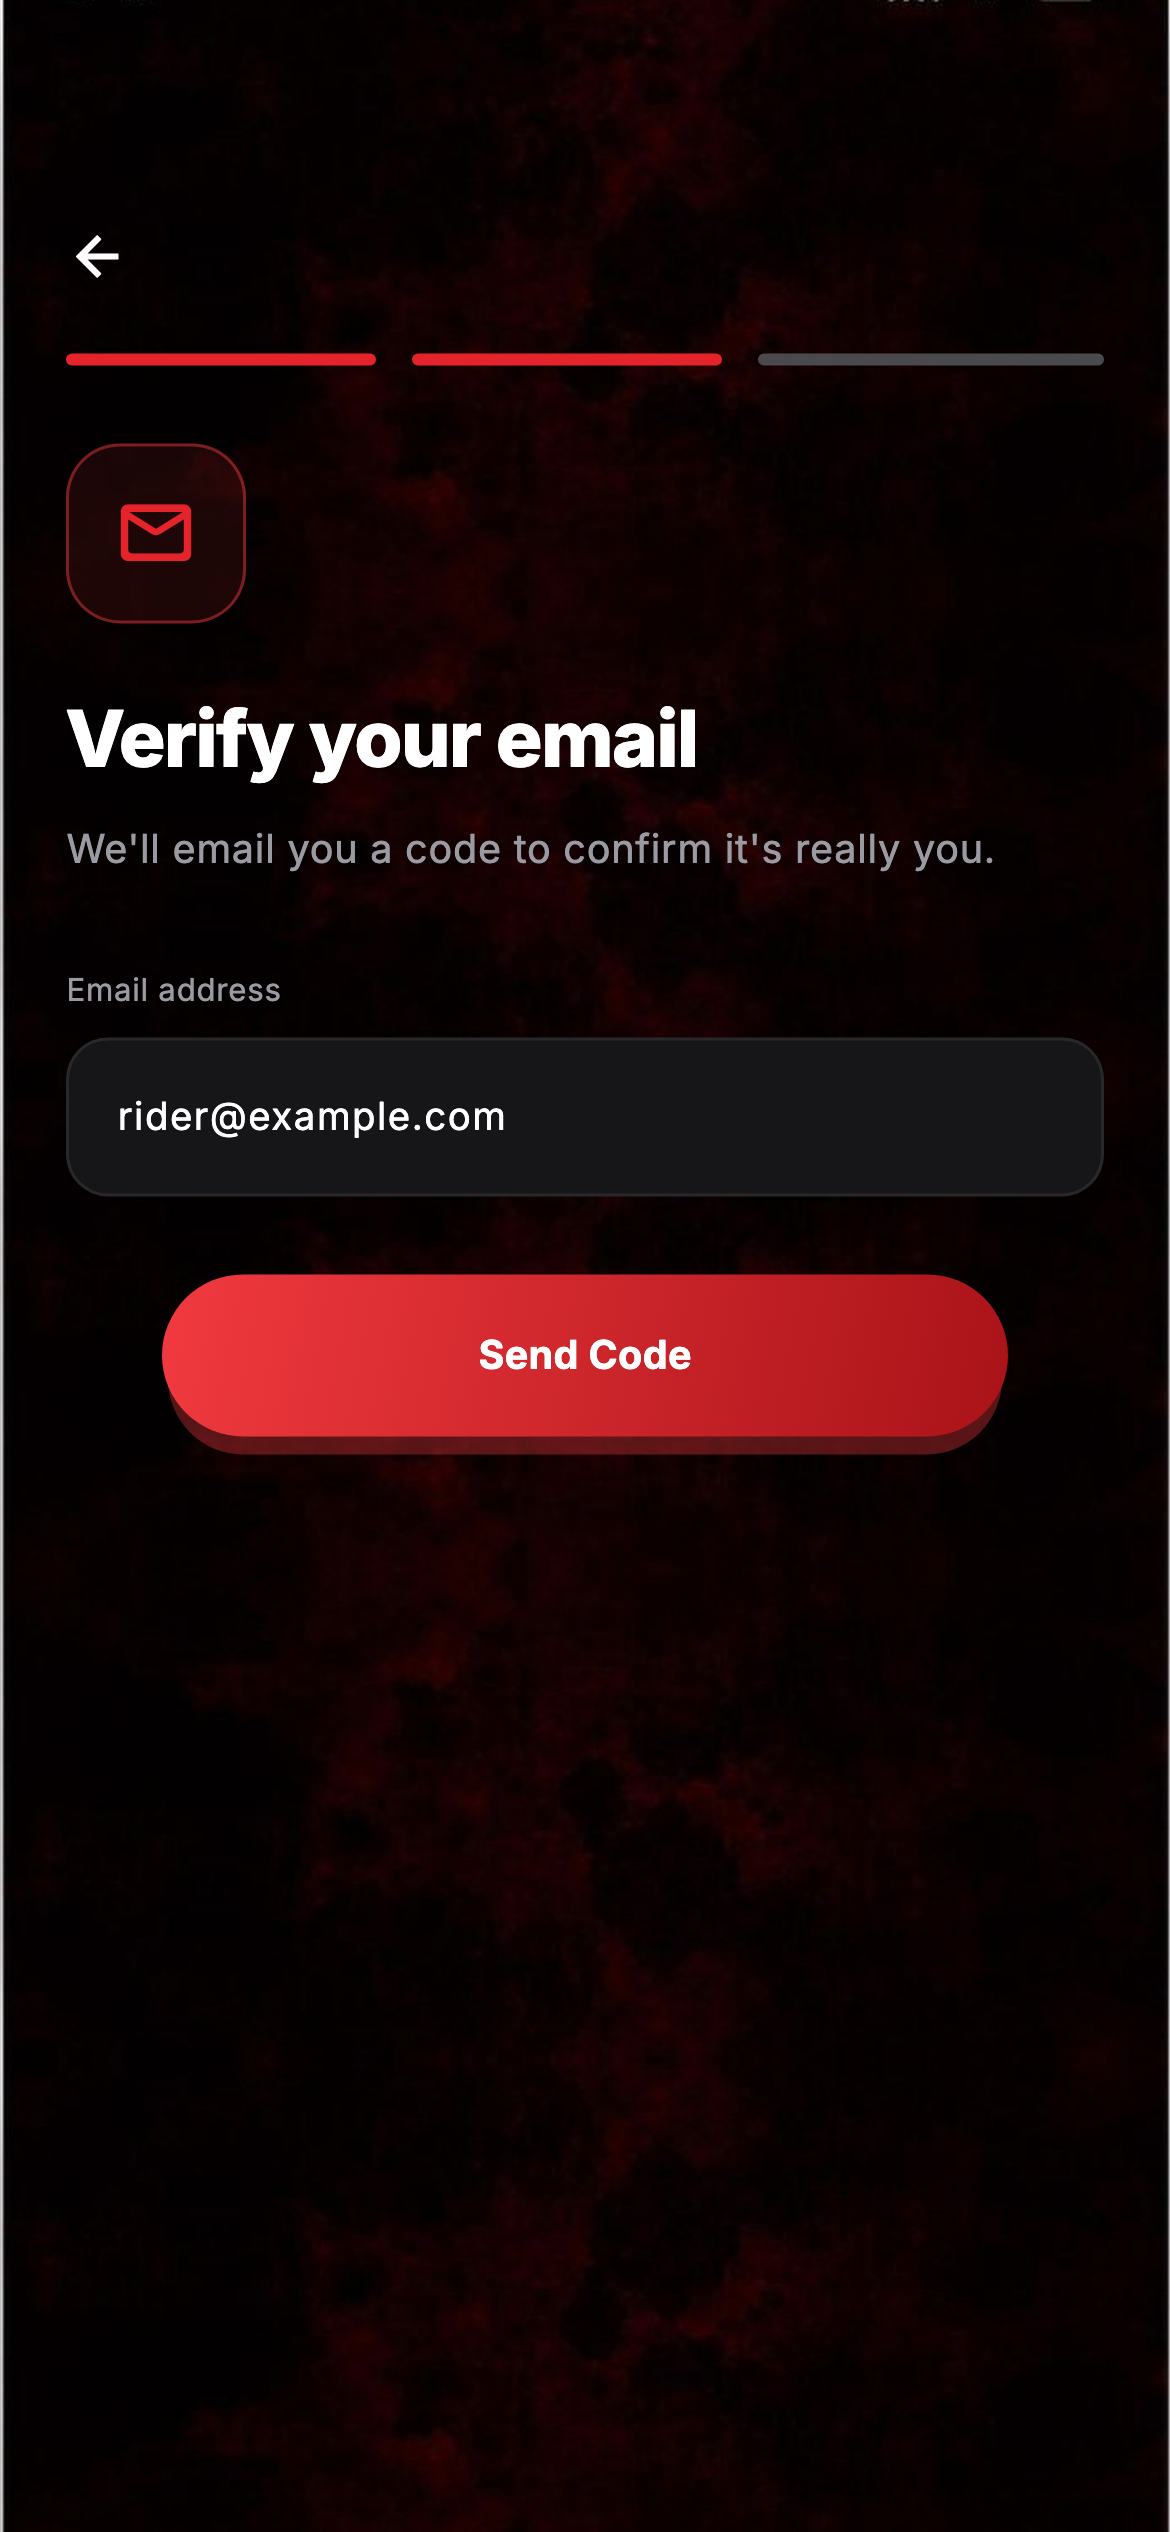 Verify your email
We'll email you a code to confirm it's really you.
Email address
rider@example.com
Send Code